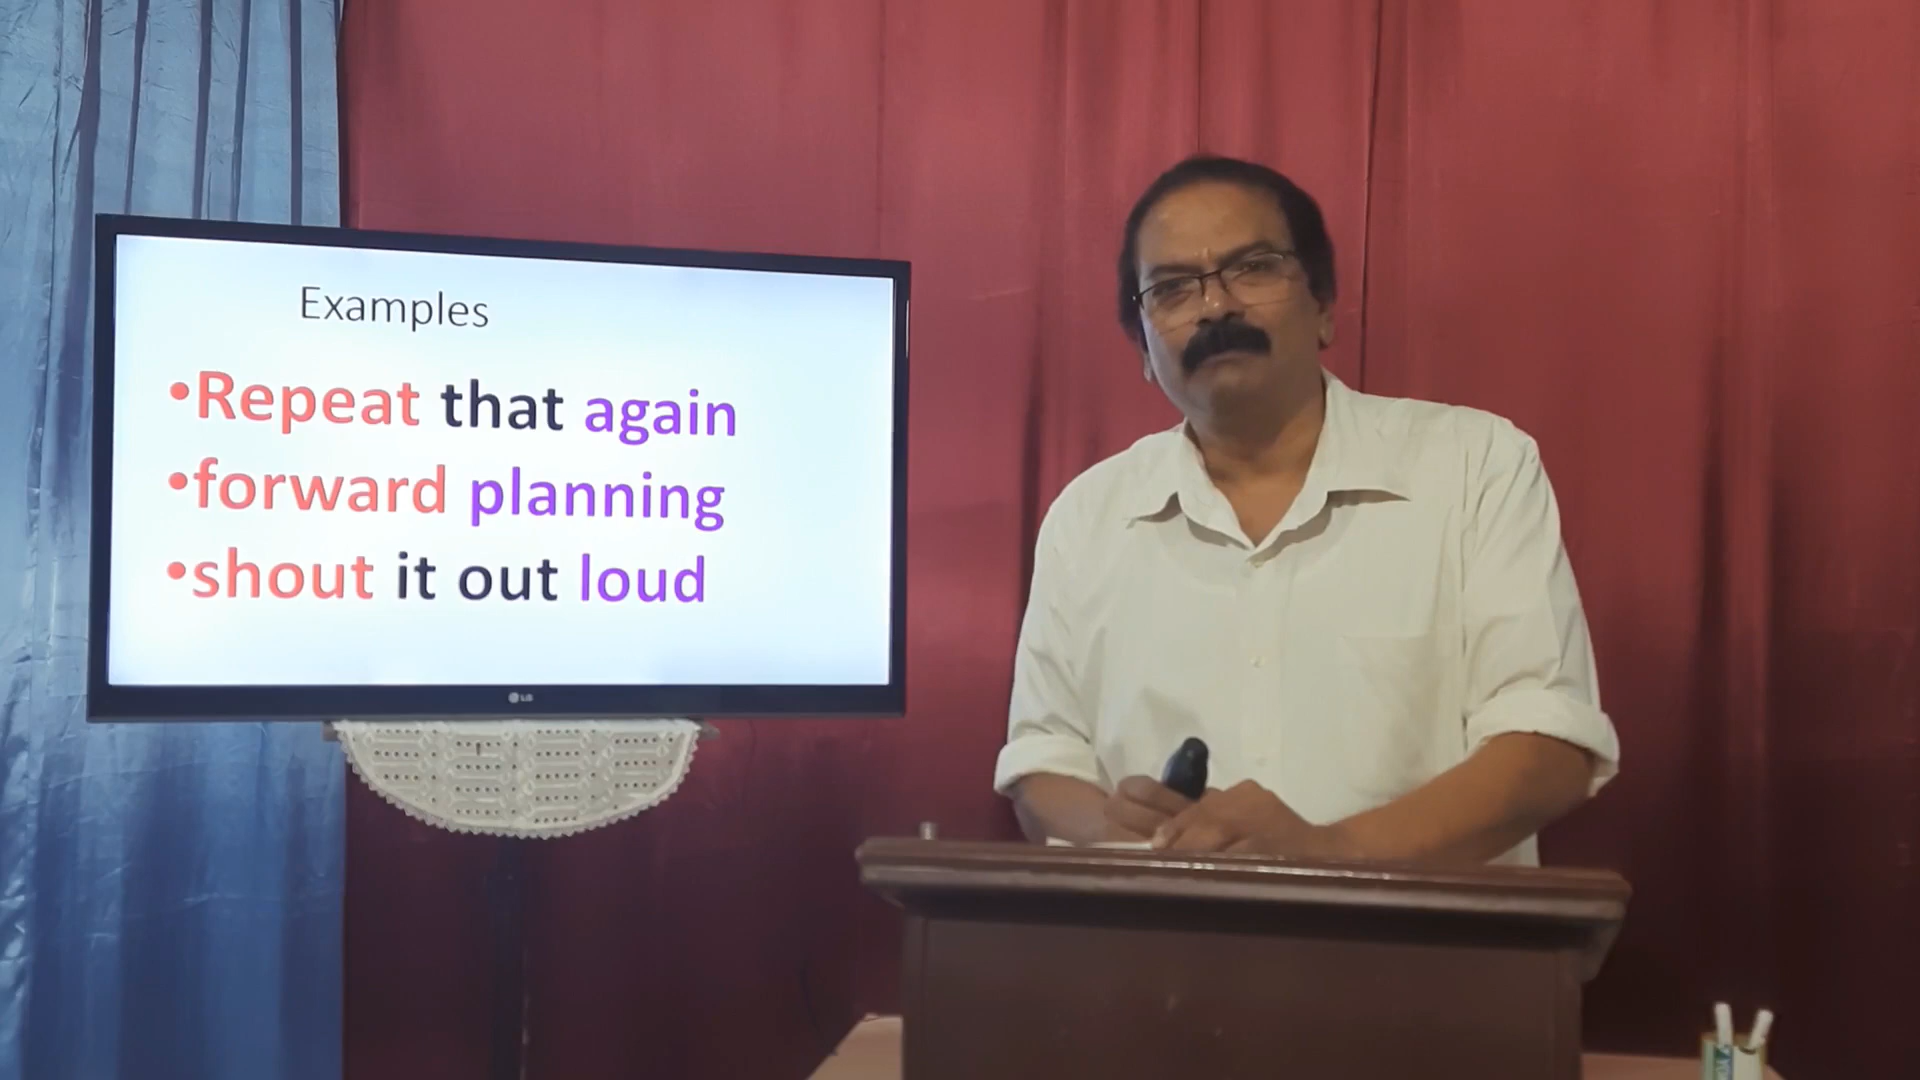 Examples
•Repeat that again
•forward planning
•shout it out loud
LG